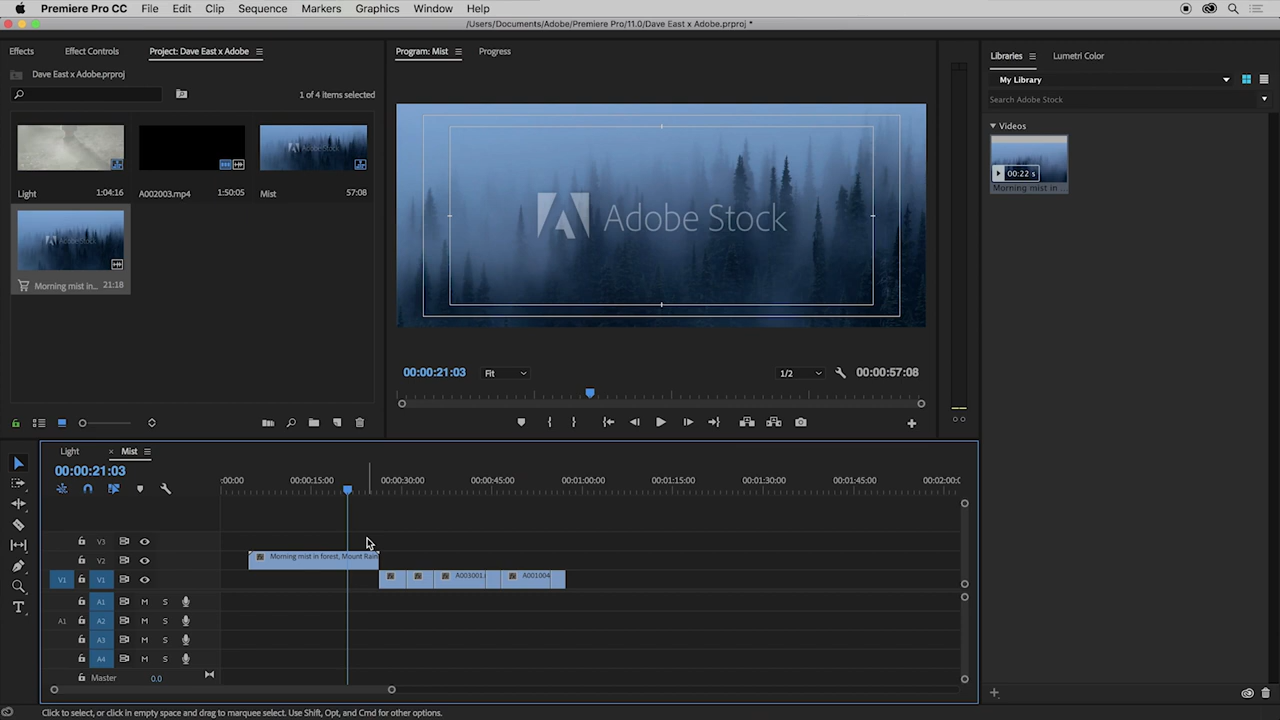 Premiere Pro CC File Edit Clip Sequence Markers Graphics Window Help
/Users/Documents/Adobe/Premiere Pro/11.0/Dave East x Adobe.prproj *
Effects Effect Controls Project: Dave East x Adobe
Dave East x Adobe.prproj
1 of 4 items selected
Light 1:04:16
A002003.mp4 1:50:05
Mist 57:08
Morning mist in... 21:18
Program: Mist Progress
Adobe Stock
00:00:21:03 Fit 1/2 00:00:57:08
Libraries Lumetri Color
My Library
Search Adobe Stock
Videos
00:22 s
Morning mist in ...
Light × Mist
00:00:21:03
:00:00 00:00:15:00 00:00:30:00 00:00:45:00 00:01:00:00 00:01:15:00 00:01:30:00 00:01:45:00 00:02:00:0
V3
V2 Morning mist in forest, Mount Rain
V1 V1 A003001. A001004
A1 M S
A1 A2 M S
A3 M S
A4 M S
Master 0.0
Click to select, or click in empty space and drag to marquee select. Use Shift, Opt, and Cmd for other options.